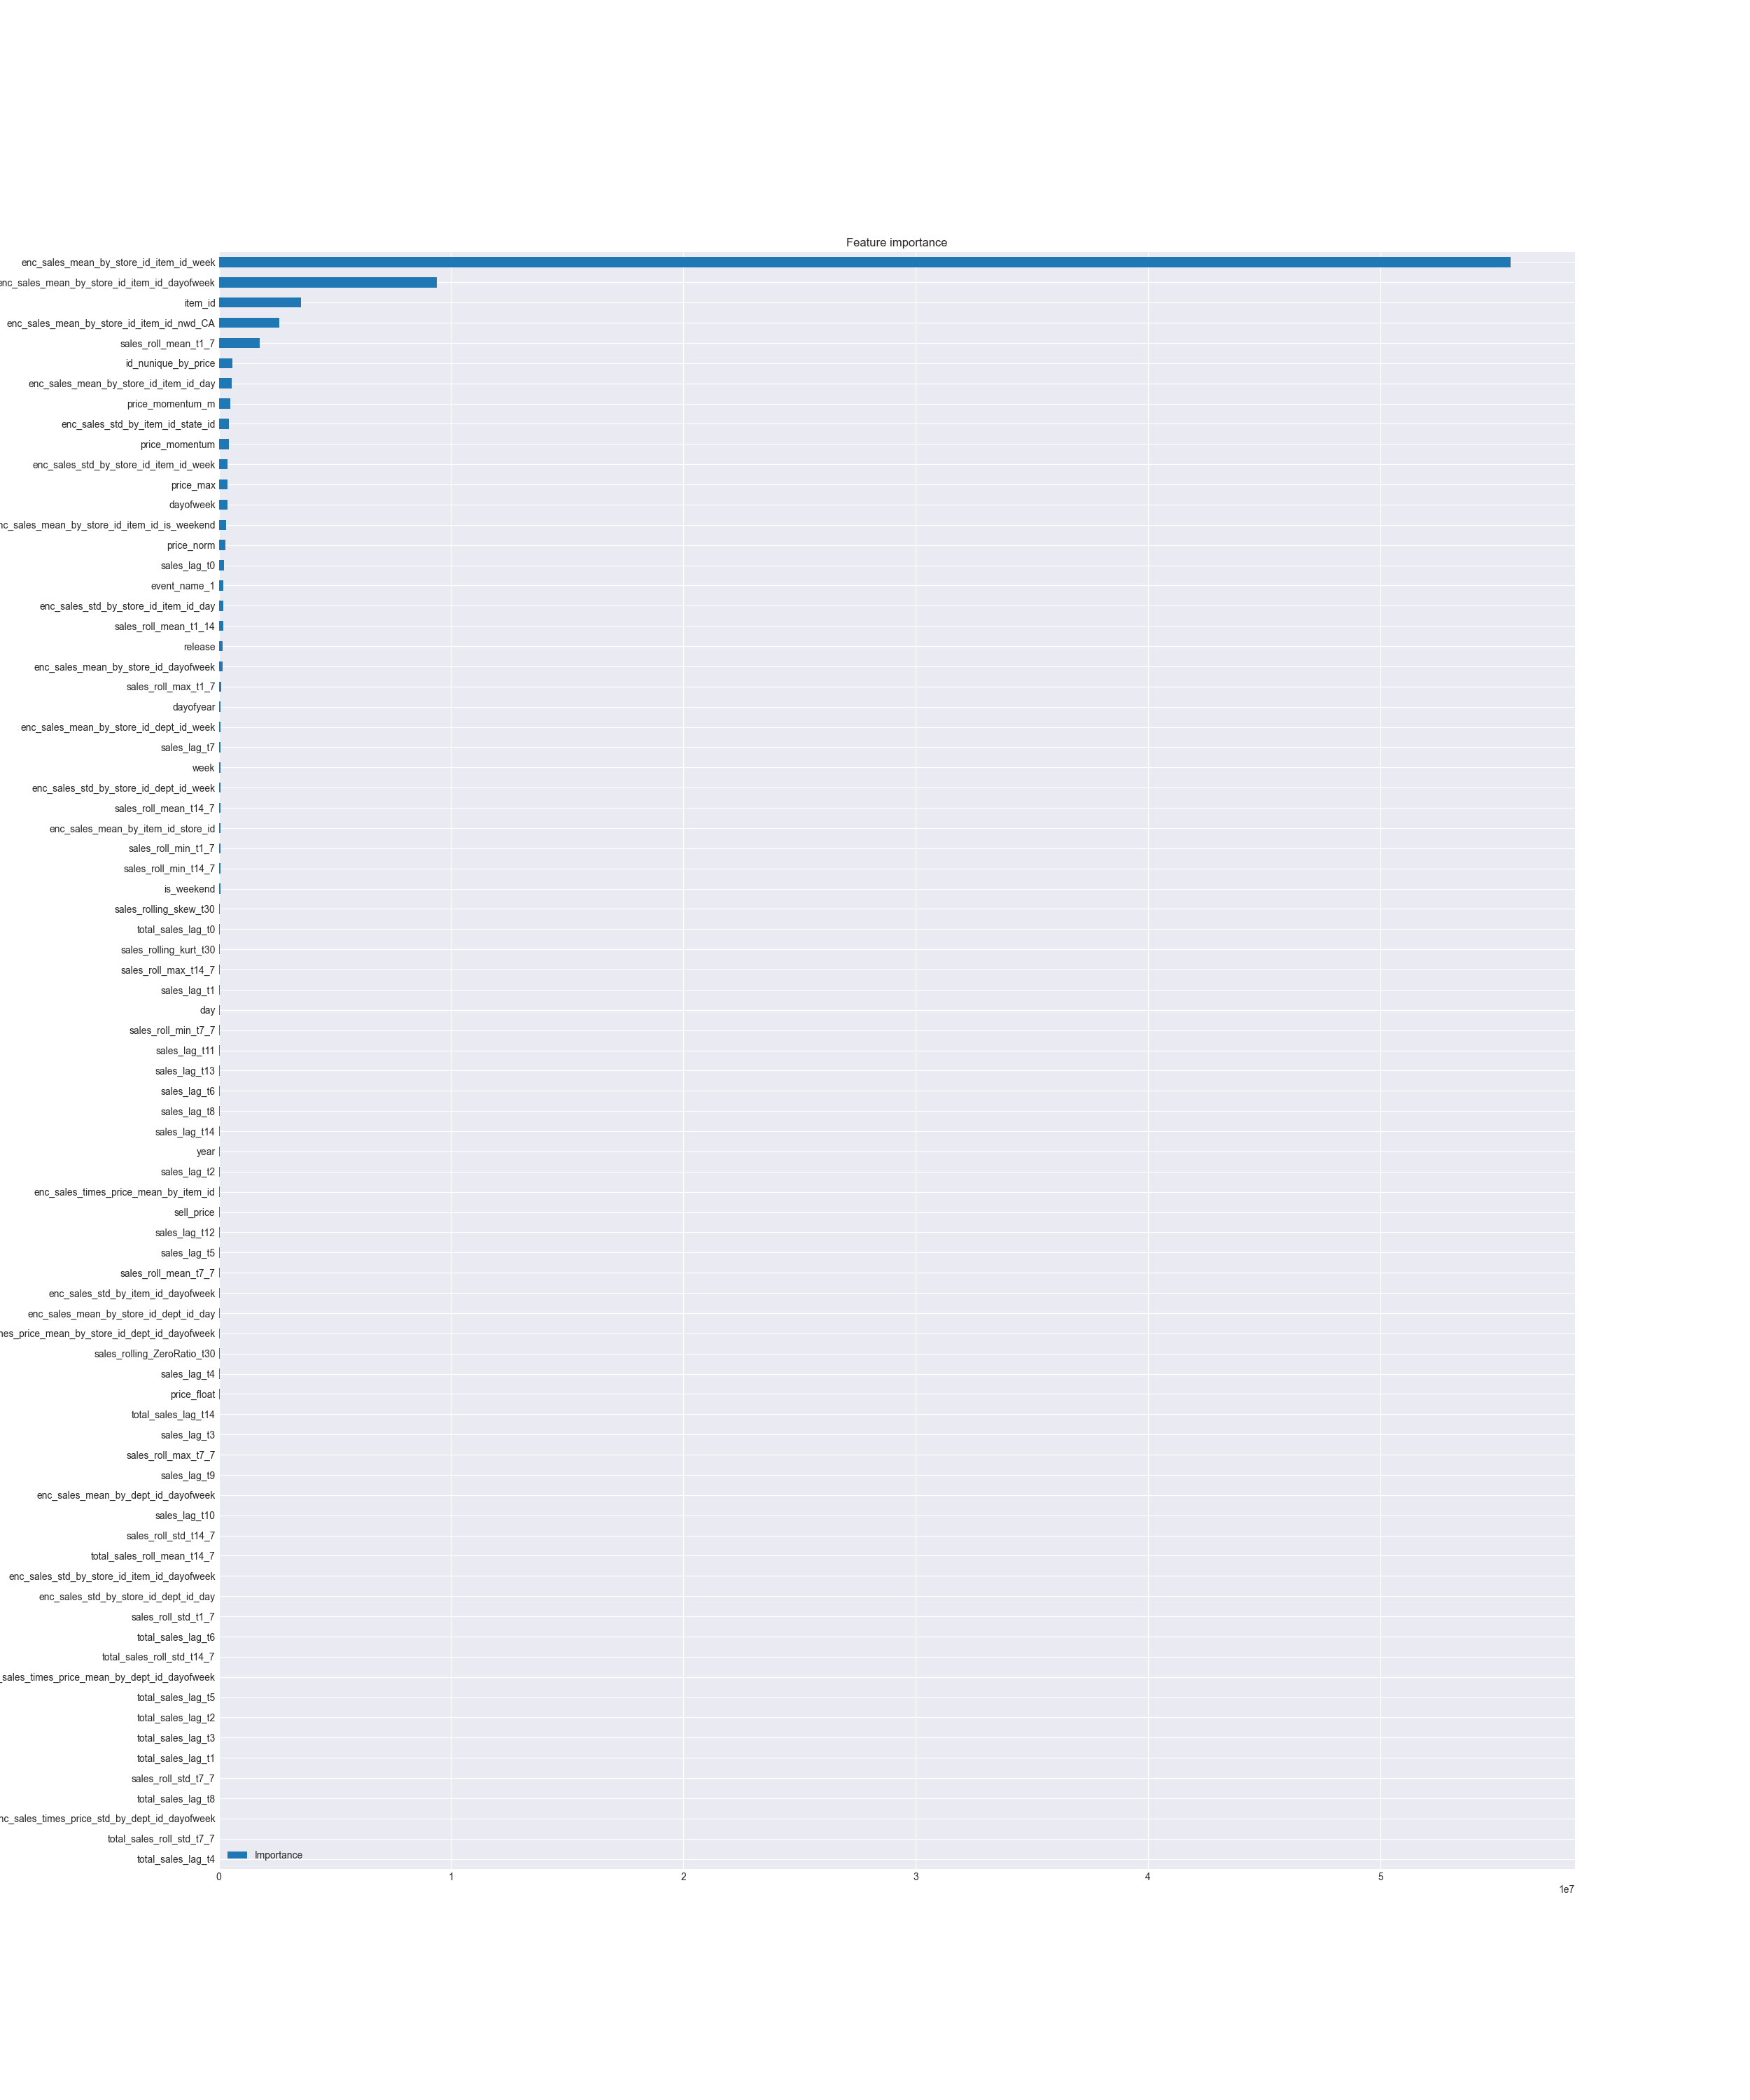 Feature importance
enc_sales_mean_by_store_id_item_id_week
enc_sales_mean_by_store_id_item_id_dayofweek
item_id
enc_sales_mean_by_store_id_item_id_nwd_CA
sales_roll_mean_t1_7
id_nunique_by_price
enc_sales_mean_by_store_id_item_id_day
price_momentum_m
enc_sales_std_by_item_id_state_id
price_momentum
enc_sales_std_by_store_id_item_id_week
price_max
dayofweek
nc_sales_mean_by_store_id_item_id_is_weekend
price_norm
sales_lag_t0
event_name_1
enc_sales_std_by_store_id_item_id_day
sales_roll_mean_t1_14
release
enc_sales_mean_by_store_id_dayofweek
sales_roll_max_t1_7
dayofyear
enc_sales_mean_by_store_id_dept_id_week
sales_lag_t7
week
enc_sales_std_by_store_id_dept_id_week
sales_roll_mean_t14_7
enc_sales_mean_by_item_id_store_id
sales_roll_min_t1_7
sales_roll_min_t14_7
is_weekend
sales_rolling_skew_t30
total_sales_lag_t0
sales_rolling_kurt_t30
sales_roll_max_t14_7
sales_lag_t1
day
sales_roll_min_t7_7
sales_lag_t11
sales_lag_t13
sales_lag_t6
sales_lag_t8
sales_lag_t14
year
sales_lag_t2
enc_sales_times_price_mean_by_item_id
sell_price
sales_lag_t12
sales_lag_t5
sales_roll_mean_t7_7
enc_sales_std_by_item_id_dayofweek
enc_sales_mean_by_store_id_dept_id_day
nes_price_mean_by_store_id_dept_id_dayofweek
sales_rolling_ZeroRatio_t30
sales_lag_t4
price_float
total_sales_lag_t14
sales_lag_t3
sales_roll_max_t7_7
sales_lag_t9
enc_sales_mean_by_dept_id_dayofweek
sales_lag_t10
sales_roll_std_t14_7
total_sales_roll_mean_t14_7
enc_sales_std_by_store_id_item_id_dayofweek
enc_sales_std_by_store_id_dept_id_day
sales_roll_std_t1_7
total_sales_lag_t6
total_sales_roll_std_t14_7
_sales_times_price_mean_by_dept_id_dayofweek
total_sales_lag_t5
total_sales_lag_t2
total_sales_lag_t3
total_sales_lag_t1
sales_roll_std_t7_7
total_sales_lag_t8
nc_sales_times_price_std_by_dept_id_dayofweek
total_sales_roll_std_t7_7
total_sales_lag_t4
Importance
0 1 2 3 4 5
1e7